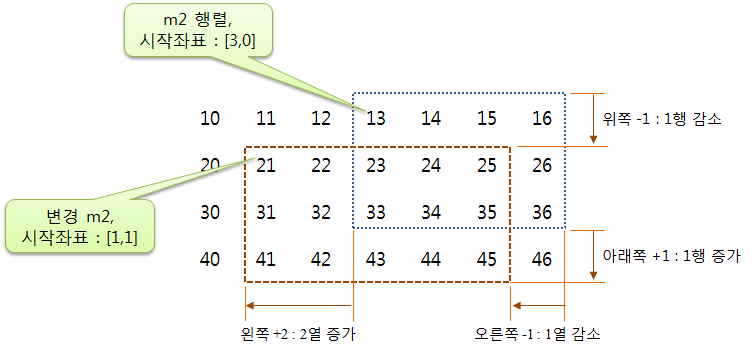 m2 행렬,
시작좌표 : [3,0]
10 11 12 13 14 15 16
위쪽 -1 : 1행 감소
20 21 22 23 24 25 26
변경 m2,
시작좌표 : [1,1]
30 31 32 33 34 35 36
40 41 42 43 44 45 46
아래쪽 +1 : 1행 증가
왼쪽 +2 : 2열 증가
오른쪽 -1 : 1열 감소